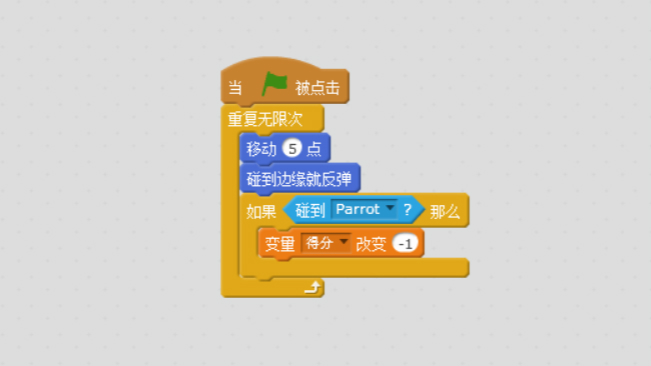 当 被点击
重复无限次
移动 5 点
碰到边缘就反弹
如果 碰到 Parrot ? 那么
变量 得分 改变 -1